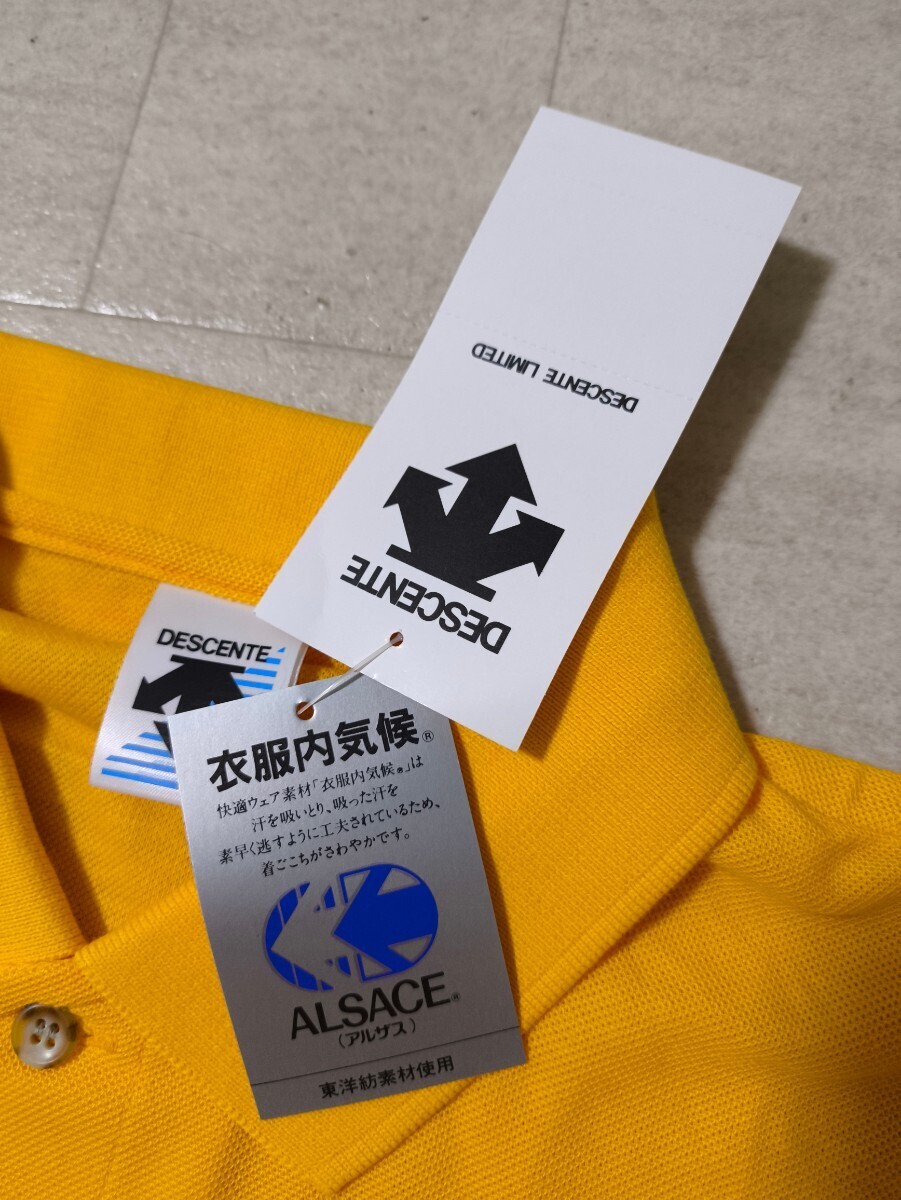 DESCENTE LIMITED
DESCENTE
DESCENTE
衣服内気候®
快適ウェア素材「衣服内気候®」は
汗を吸いとり、吸った汗を
素早く逃すように工夫されているため、
着ごこちがさわやかです。
ALSACE®
(アルザス)
東洋紡素材使用